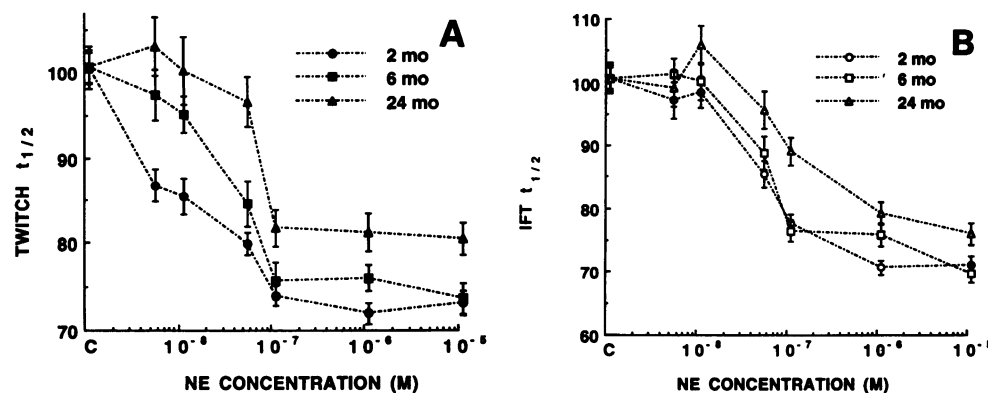 A
2 mo
6 mo
24 mo
TWITCH t1/2
100
90
80
70
C
10⁻⁸
10⁻⁷
10⁻⁶
10⁻⁵
NE CONCENTRATION (M)
B
2 mo
6 mo
24 mo
IFT t1/2
110
100
90
80
70
60
C
10⁻⁸
10⁻⁷
10⁻⁶
10⁻⁵
NE CONCENTRATION (M)